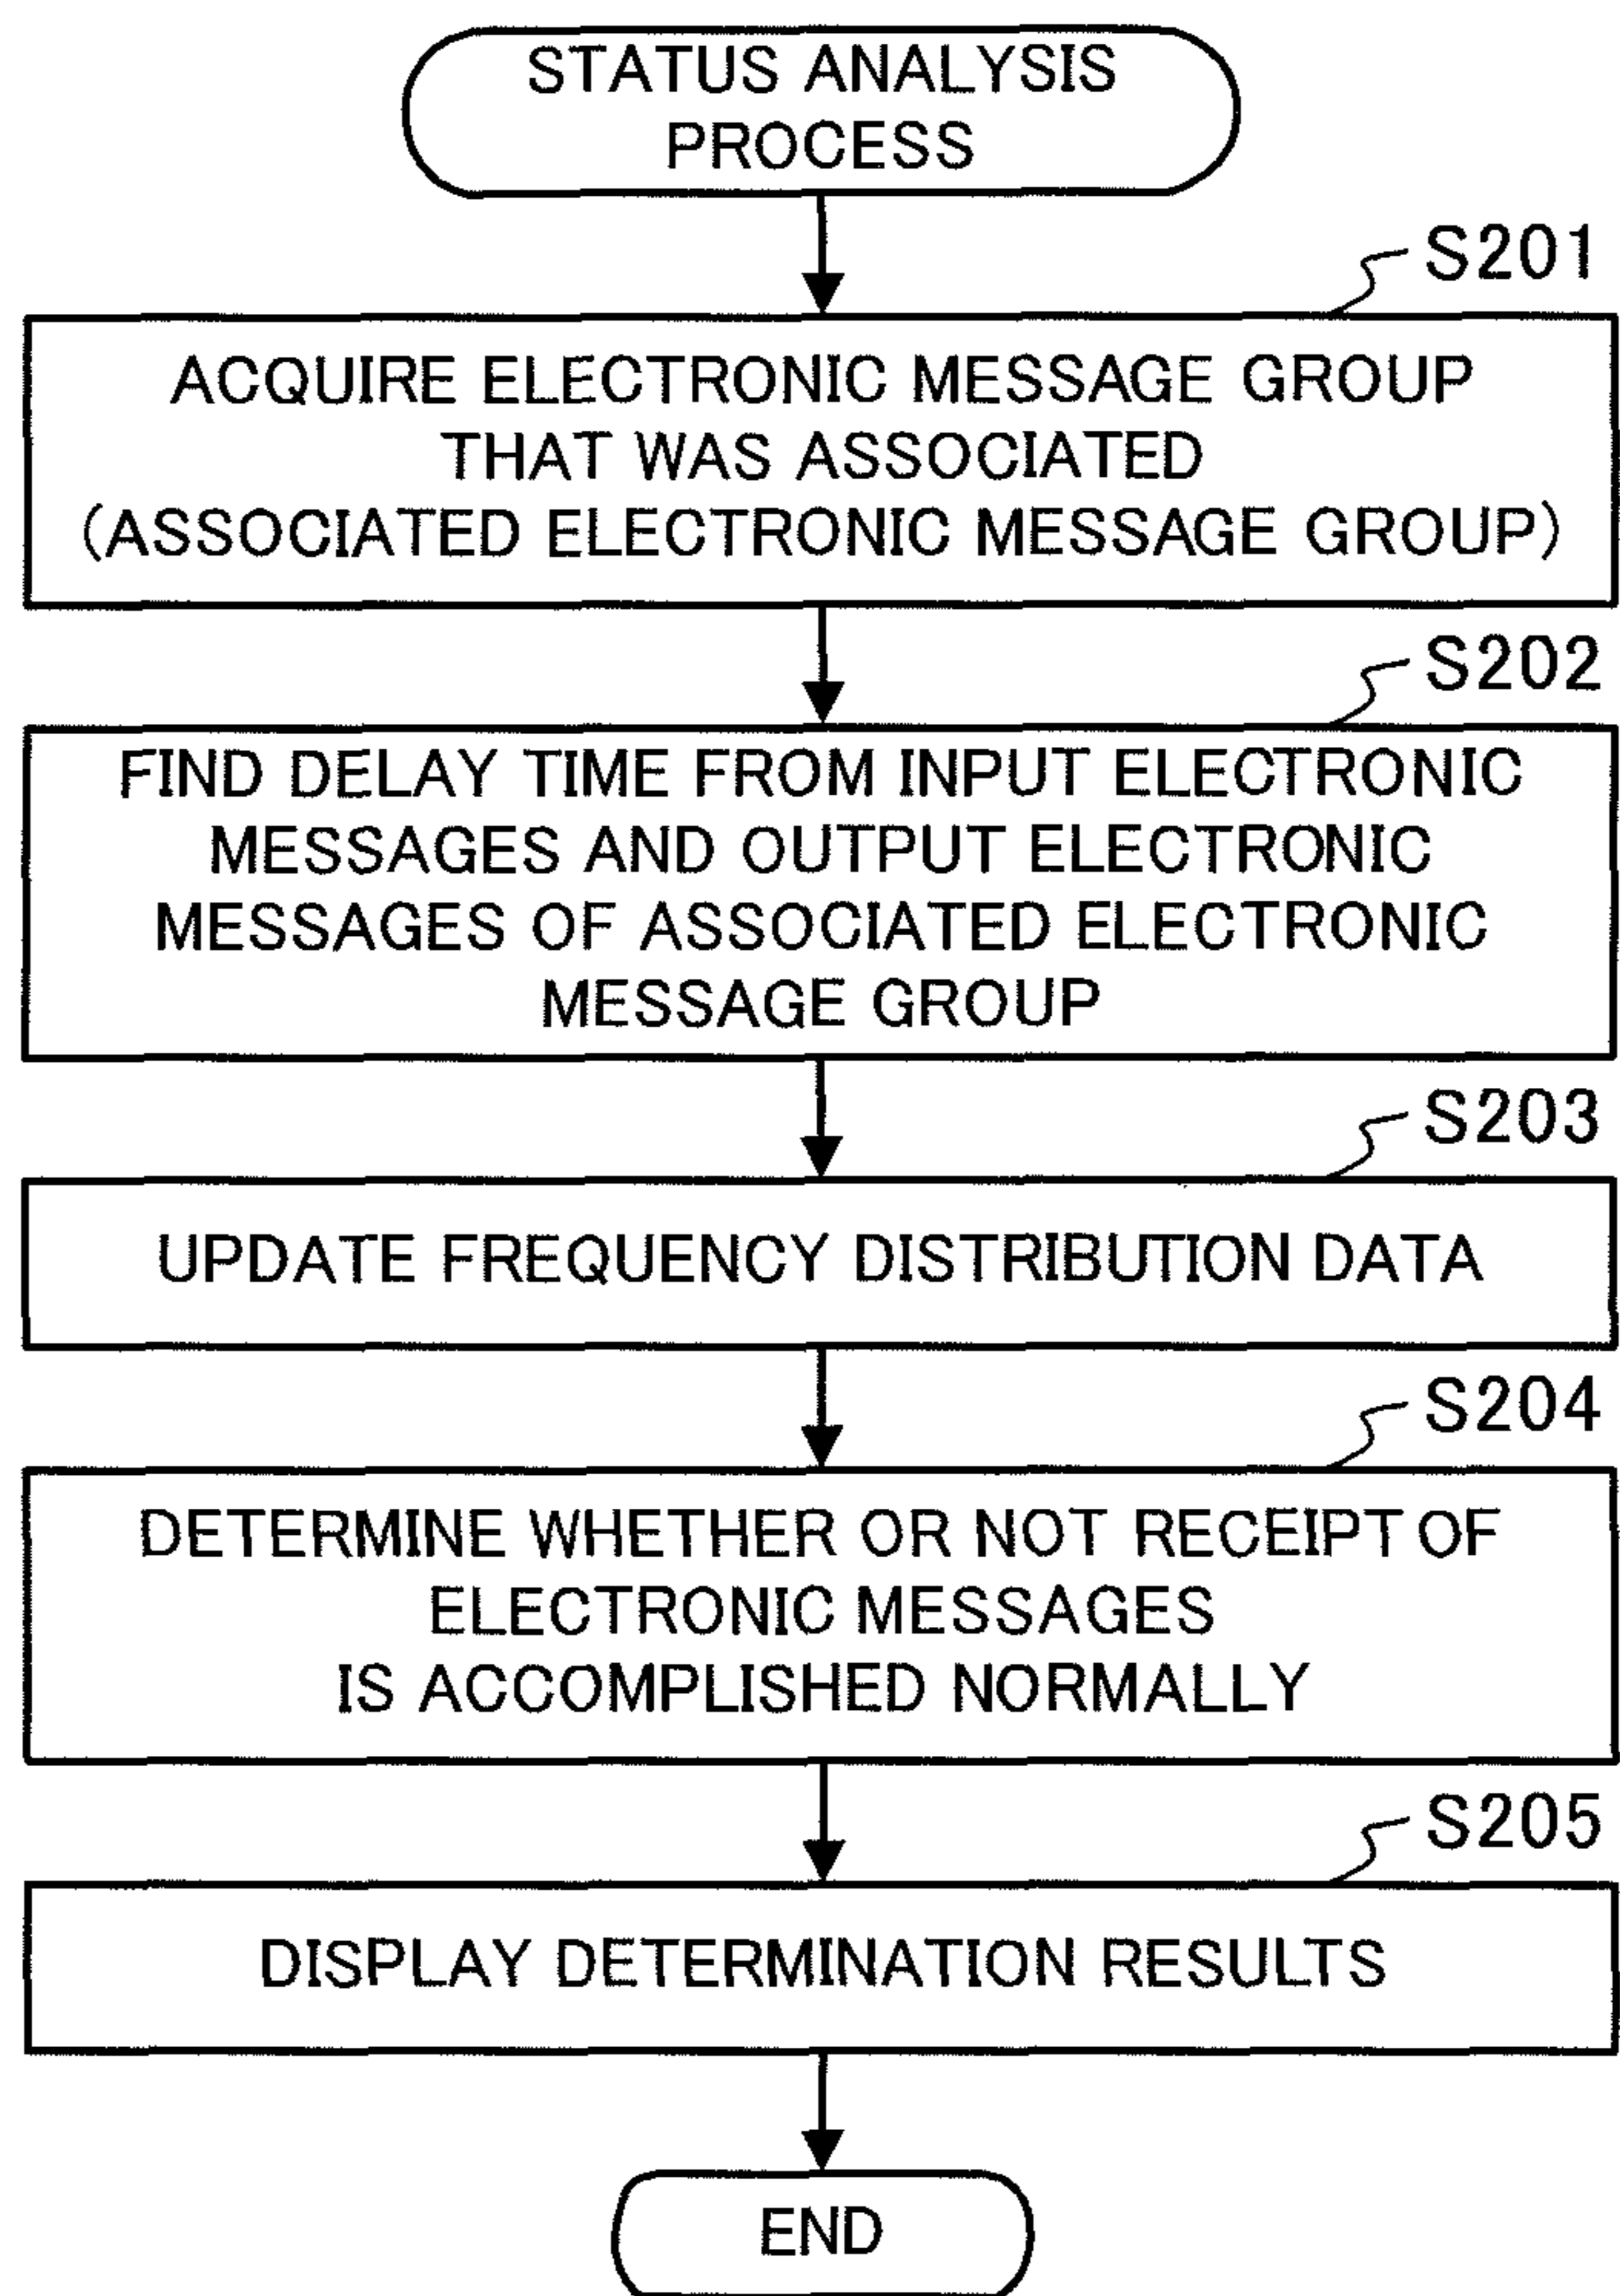 STATUS ANALYSIS
PROCESS
S201
ACQUIRE ELECTRONIC MESSAGE GROUP
THAT WAS ASSOCIATED
(ASSOCIATED ELECTRONIC MESSAGE GROUP)
S202
FIND DELAY TIME FROM INPUT ELECTRONIC
MESSAGES AND OUTPUT ELECTRONIC
MESSAGES OF ASSOCIATED ELECTRONIC
MESSAGE GROUP
S203
UPDATE FREQUENCY DISTRIBUTION DATA
S204
DETERMINE WHETHER OR NOT RECEIPT OF
ELECTRONIC MESSAGES
IS ACCOMPLISHED NORMALLY
S205
DISPLAY DETERMINATION RESULTS
END